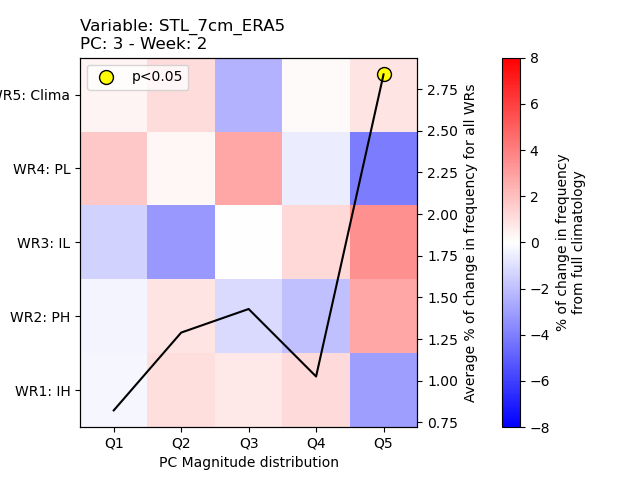 Variable: STL_7cm_ERA5
PC: 3 - Week: 2
p<0.05
WR5: Clima
WR4: PL
WR3: IL
WR2: PH
WR1: IH
Q1 Q2 Q3 Q4 Q5
PC Magnitude distribution
2.75
2.50
2.25
2.00
1.75
1.50
1.25
1.00
0.75
Average % of change in frequency for all WRs
8
6
4
2
0
−2
−4
−6
−8
% of change in frequency
from full climatology